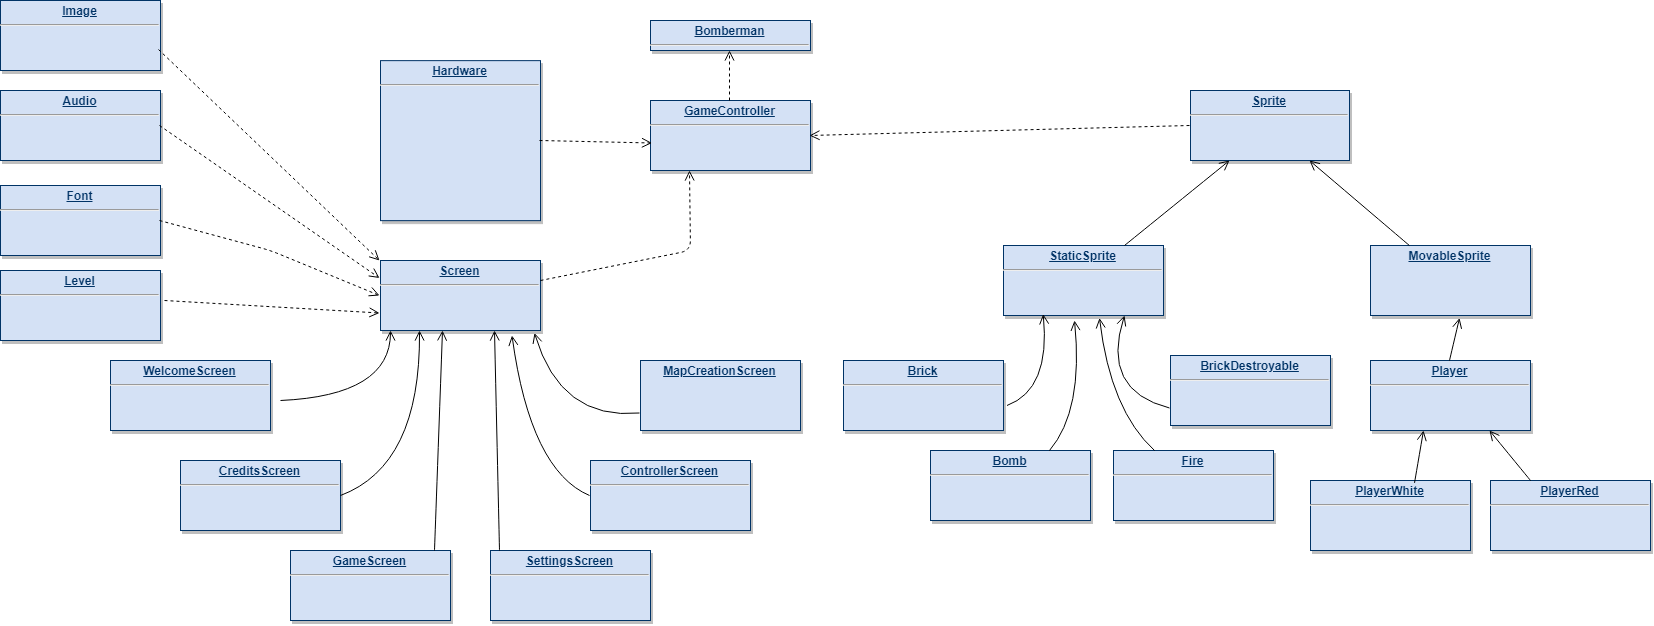 Image
Bomberman
Hardware
Audio
GameController
Sprite
Font
StaticSprite
MovableSprite
Screen
Level
WelcomeScreen
MapCreationScreen
Brick
BrickDestroyable
Player
CreditsScreen
ControllerScreen
Bomb
Fire
PlayerWhite
PlayerRed
GameScreen
SettingsScreen